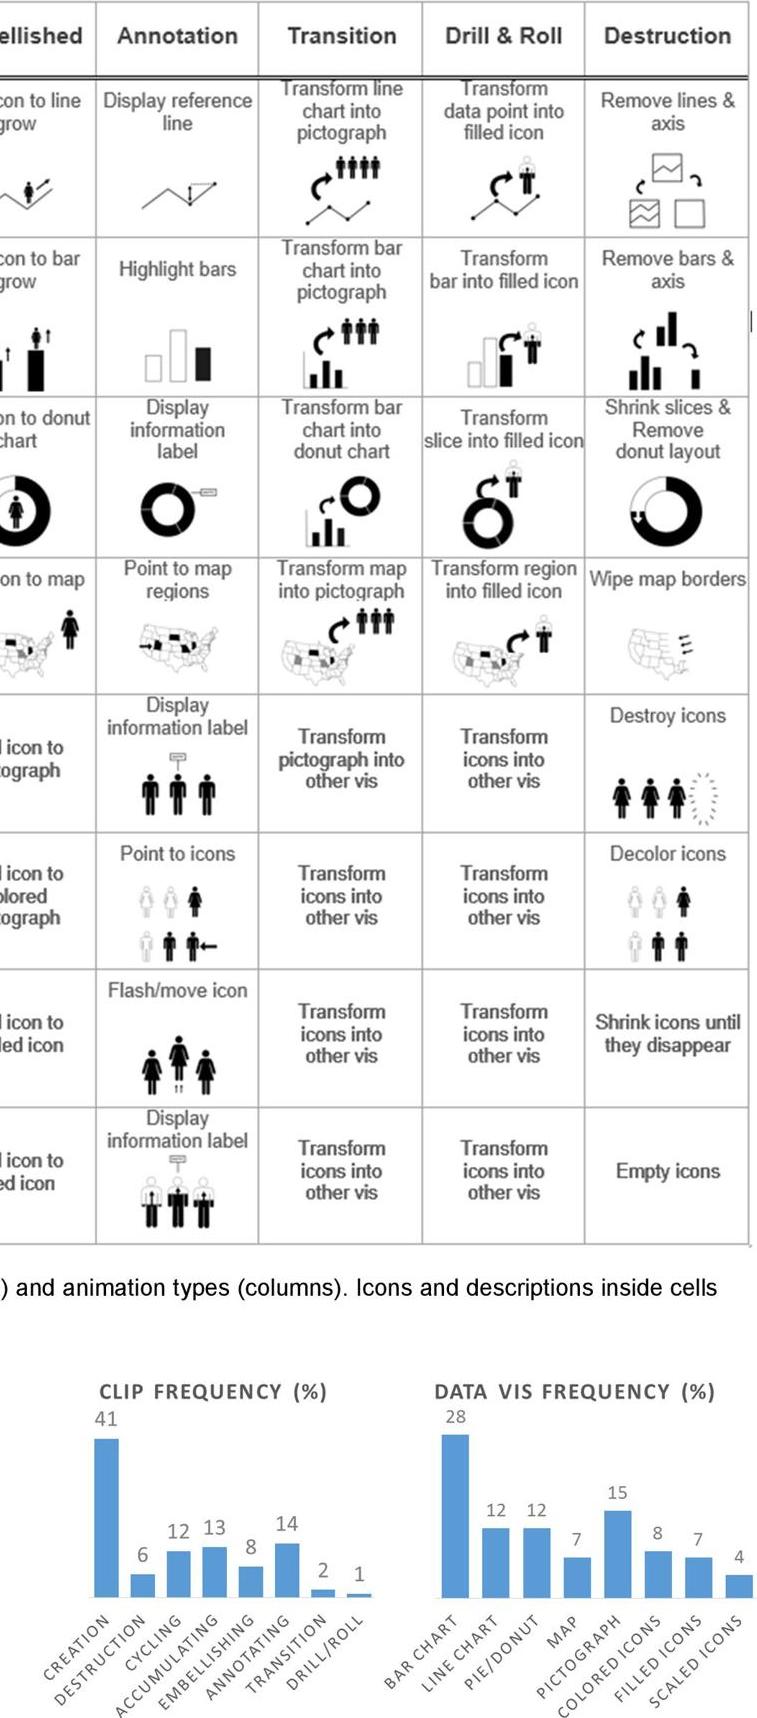 ellished Annotation Transition Drill & Roll Destruction
con to line
grow
Display reference
line
Transform line
chart into
pictograph
Transform
data point into
filled icon
Remove lines &
axis
con to bar
grow
Highlight bars
Transform bar
chart into
pictograph
Transform
bar into filled icon
Remove bars &
axis
on to donut
chart
Display
information
label
Transform bar
chart into
donut chart
Transform
slice into filled icon
Shrink slices &
Remove
donut layout
on to map
Point to map
regions
Transform map
into pictograph
Transform region
into filled icon
Wipe map borders
icon to
ograph
Display
information label
Transform
pictograph into
other vis
Transform
icons into
other vis
Destroy icons
icon to
olored
ograph
Point to icons
Transform
icons into
other vis
Transform
icons into
other vis
Decolor icons
icon to
led icon
Flash/move icon
Transform
icons into
other vis
Transform
icons into
other vis
Shrink icons until
they disappear
icon to
ed icon
Display
information label
Transform
icons into
other vis
Transform
icons into
other vis
Empty icons
) and animation types (columns). Icons and descriptions inside cells
CLIP FREQUENCY (%)
41
6
12
13
8
14
2
1
CREATION
DESTRUCTION
CYCLING
ACCUMULATING
EMBELLISHING
ANNOTATING
TRANSITION
DRILL/ROLL
DATA VIS FREQUENCY (%)
28
12
12
7
15
8
7
4
BAR CHART
LINE CHART
PIE/DONUT
MAP
PICTOGRAPH
COLORED ICONS
FILLED ICONS
SCALED ICONS